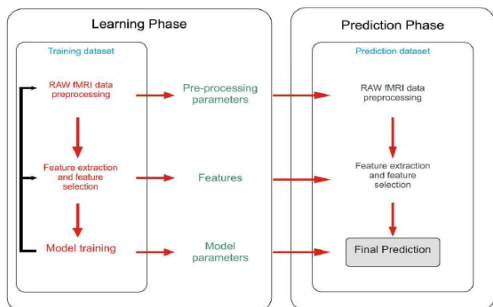 Learning Phase
Training dataset
RAW fMRI data
preprocessing
Feature extraction
and feature
selection
Model training
Pre-processing
parameters
Features
Model
parameters
Prediction Phase
Prediction dataset
RAW fMRI data
preprocessing
Feature extraction
and feature
selection
Final Prediction